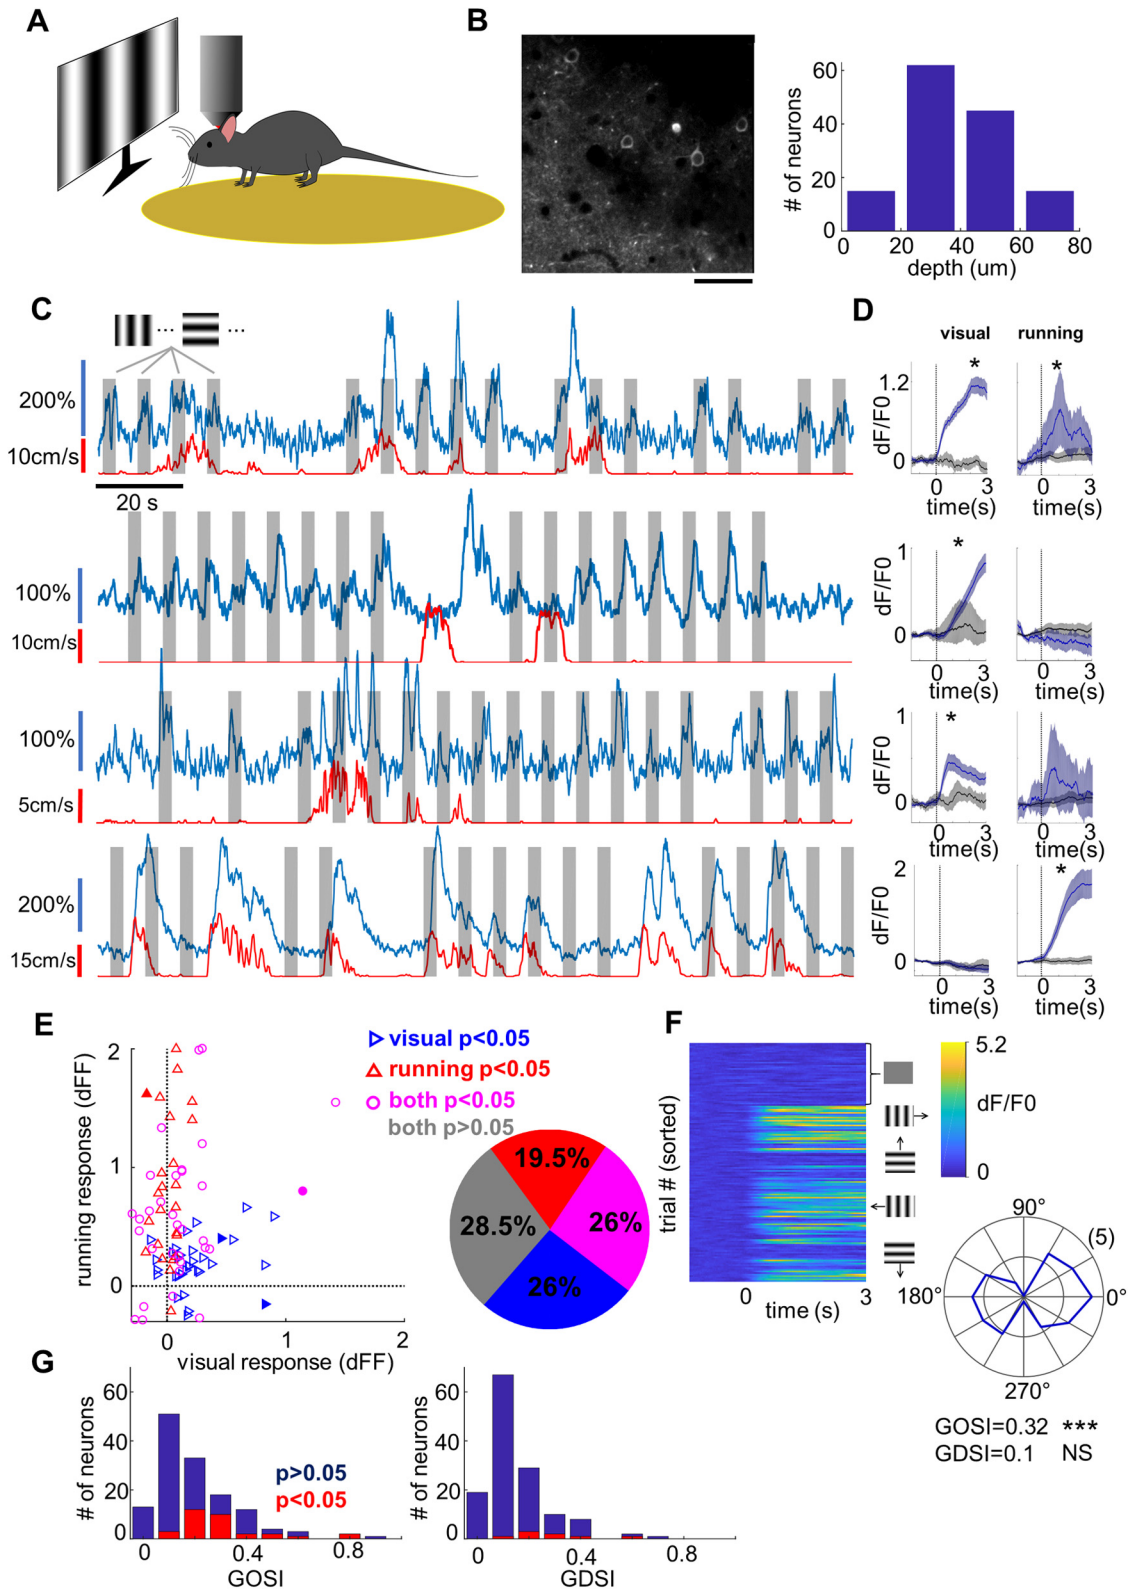 A
B
# of neurons
60
40
20
0
0 20 40 60 80
depth (um)
C
... ...
200%
10cm/s
20 s
100%
10cm/s
100%
5cm/s
200%
15cm/s
D
visual running
* *
1.2
dF/F0
0
0 3 0 3
time(s) time(s)
*
1
dF/F0
0
0 3 0 3
time(s) time(s)
*
1
dF/F0
0
0 3 0 3
time(s) time(s)
*
2
dF/F0
0
0 3 0 3
time(s) time(s)
E
running response (dFF)
2
1
0
0 1 2
visual response (dFF)
visual p<0.05
running p<0.05
both p<0.05
both p>0.05
19.5%
26%
28.5%
26%
F
trial # (sorted)
0 3
time (s)
5.2
dF/F0
0
90°
(5)
180° 0°
270°
GOSI=0.32 ***
GDSI=0.1 NS
G
# of neurons
60
40
20
0
0 0.4 0.8
GOSI
p>0.05
p<0.05
# of neurons
60
40
20
0
0 0.4 0.8
GDSI